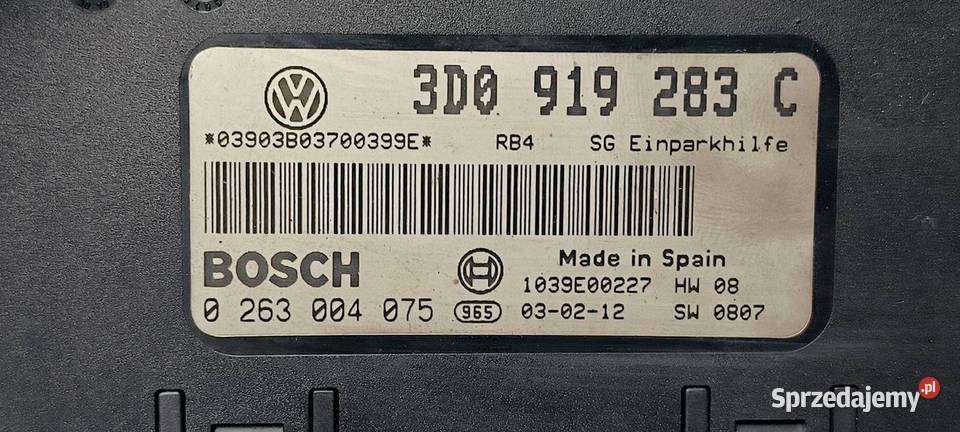 3D0 919 283 C
*03903B03700399E* RB4 SG Einparkhilfe
BOSCH
Made in Spain
1039E00227 HW 08
0 263 004 075 965 03-02-12 SW 0807
Sprzedajemy.pl